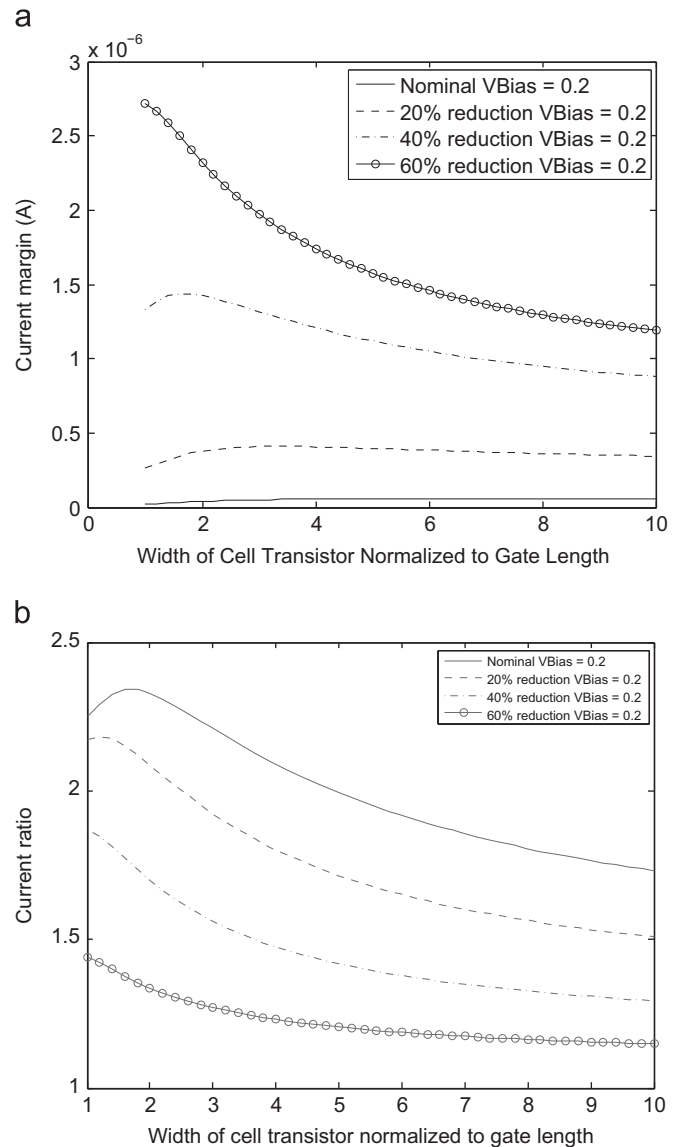 a
x 10⁻⁶
3
2.5
2
1.5
1
0.5
0
0
2
4
6
8
10
Current margin (A)
Width of Cell Transistor Normalized to Gate Length
Nominal VBias = 0.2
20% reduction VBias = 0.2
40% reduction VBias = 0.2
60% reduction VBias = 0.2
b
2.5
2
1.5
1
1
2
3
4
5
6
7
8
9
10
Current ratio
Width of cell transistor normalized to gate length
Nominal VBias = 0.2
20% reduction VBias = 0.2
40% reduction VBias = 0.2
60% reduction VBias = 0.2